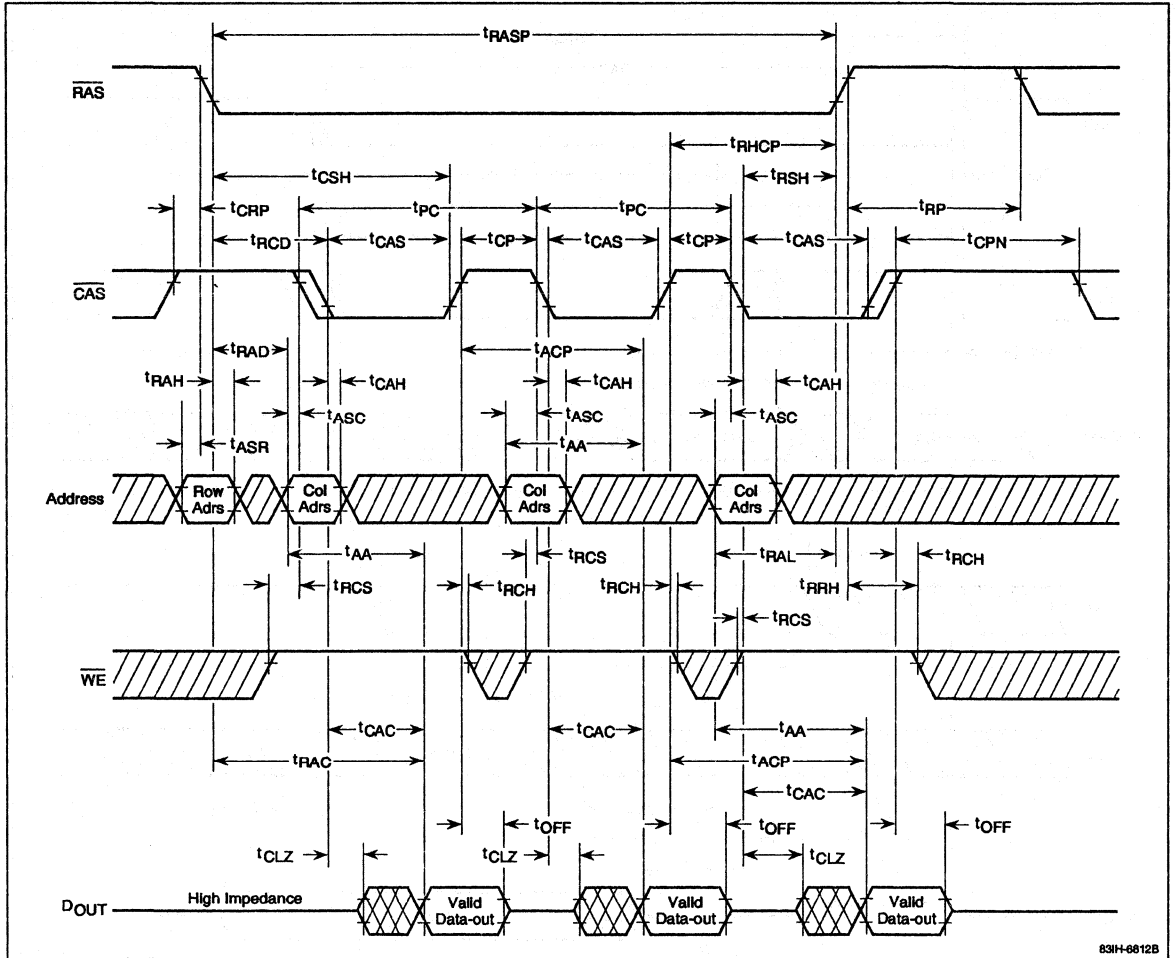 tRASP
RAS
tRHCP
tCSH
tRSH
tCRP
tPC
tPC
tRP
tRCD
tCAS
tCP
tCAS
tCP
tCAS
tCPN
CAS
tRAD
tACP
tRAH
tCAH
tCAH
tCAH
tASC
tASC
tASC
tASR
tAA
Address
Row Adrs
Col Adrs
Col Adrs
Col Adrs
tAA
tRCS
tRAL
tRCH
tRCS
tRCH
tRCH
tRRH
tRCS
WE
tCAC
tCAC
tAA
tRAC
tACP
tCAC
tOFF
tOFF
tOFF
tCLZ
tCLZ
tCLZ
DOUT
High Impedance
Valid Data-out
Valid Data-out
Valid Data-out
83IH-6812B